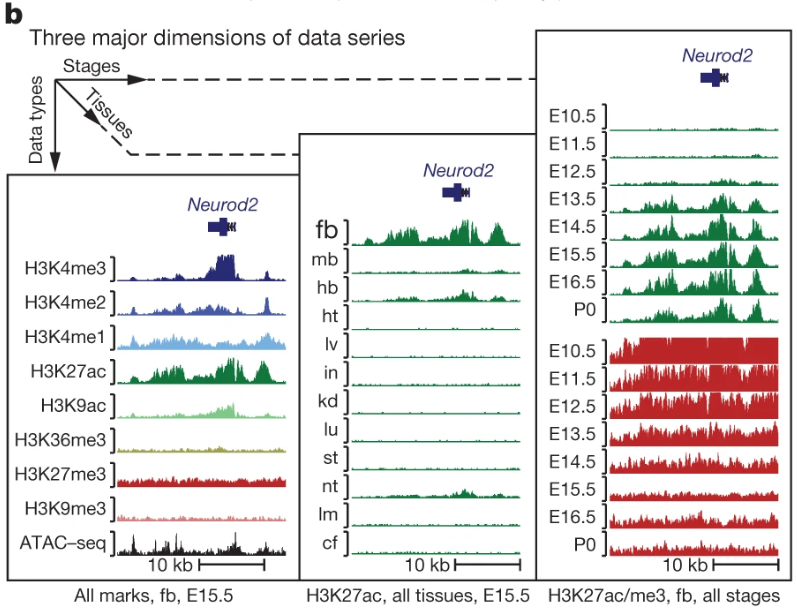 b
Three major dimensions of data series
Stages
Tissues
Data types
Neurod2
H3K4me3
H3K4me2
H3K4me1
H3K27ac
H3K9ac
H3K36me3
H3K27me3
H3K9me3
ATAC–seq
10 kb
All marks, fb, E15.5
Neurod2
fb
mb
hb
ht
lv
in
kd
lu
st
nt
lm
cf
10 kb
H3K27ac, all tissues, E15.5
Neurod2
E10.5
E11.5
E12.5
E13.5
E14.5
E15.5
E16.5
P0
E10.5
E11.5
E12.5
E13.5
E14.5
E15.5
E16.5
P0
10 kb
H3K27ac/me3, fb, all stages